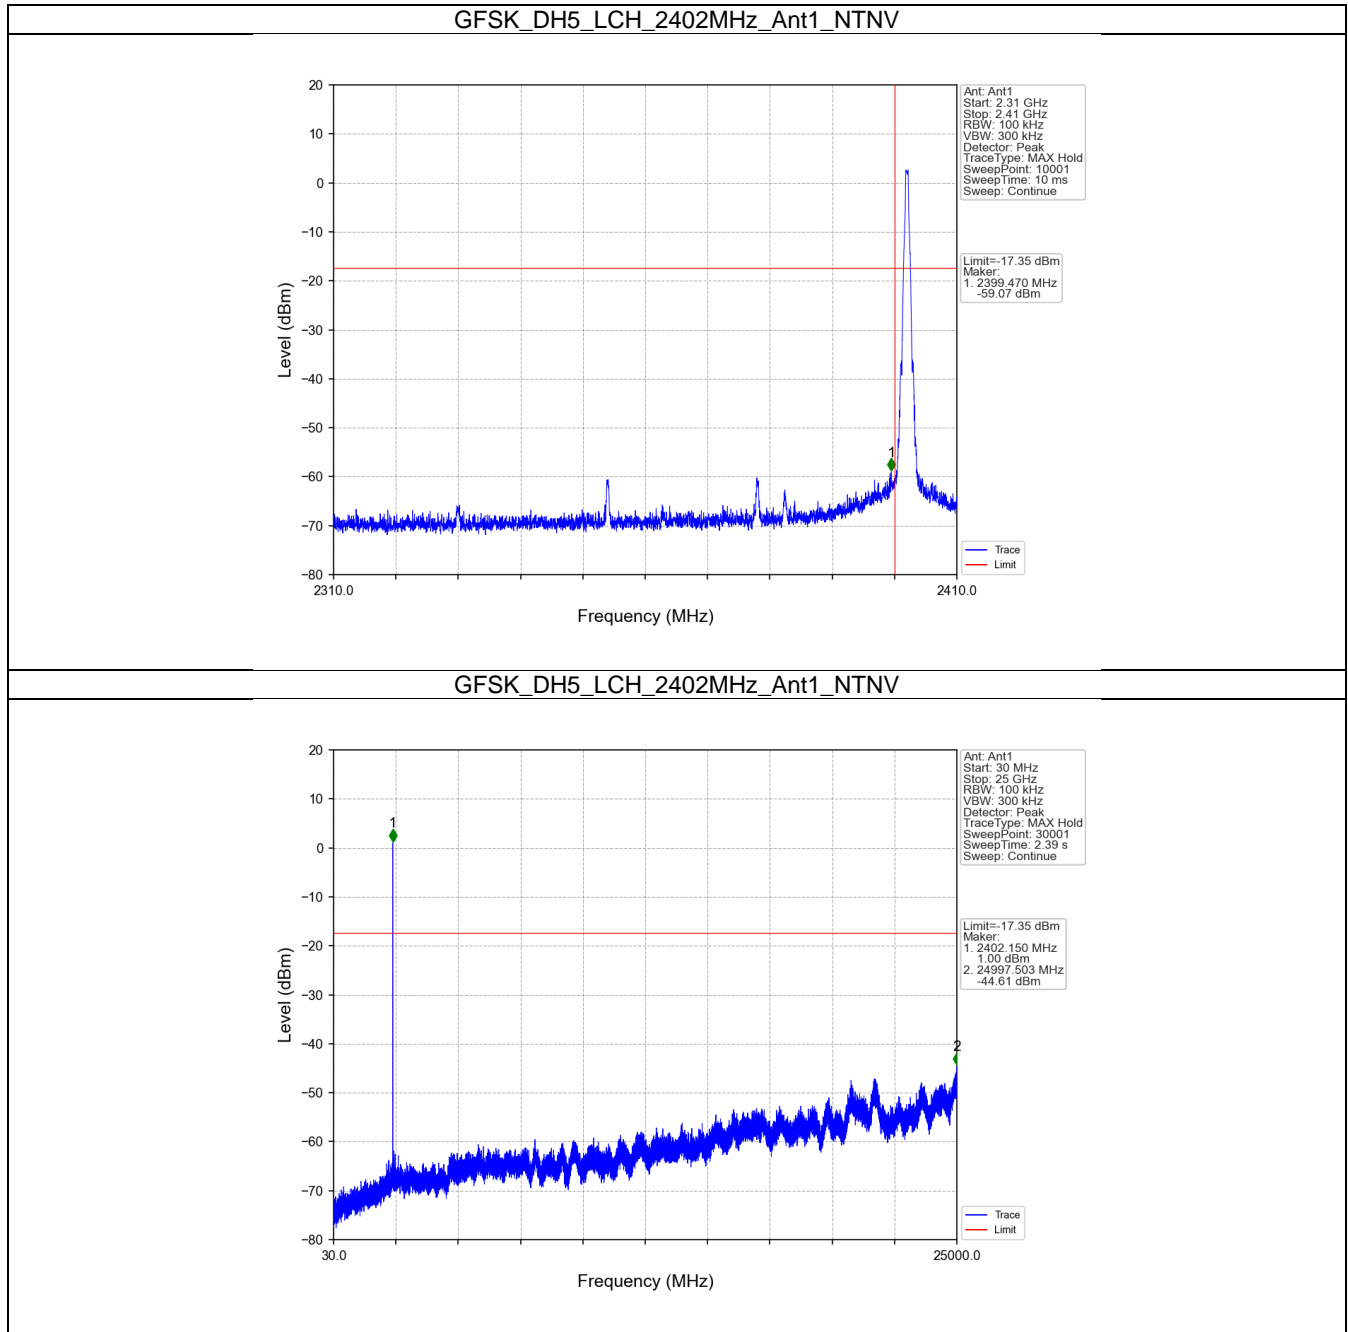 GFSK_DH5_LCH_2402MHz_Ant1_NTNV
20
10
0
−10
−20
−30
−40
−50
−60
−70
−80
Level (dBm)
1
2310.0
2410.0
Frequency (MHz)
Ant: Ant1
Start: 2.31 GHz
Stop: 2.41 GHz
RBW: 100 kHz
VBW: 300 kHz
Detector: Peak
TraceType: MAX Hold
SweepPoint: 10001
SweepTime: 10 ms
Sweep: Continue
Limit=-17.35 dBm
Maker:
1. 2399.470 MHz
-59.07 dBm
Trace
Limit
GFSK_DH5_LCH_2402MHz_Ant1_NTNV
20
10
0
−10
−20
−30
−40
−50
−60
−70
−80
Level (dBm)
1
2
30.0
25000.0
Frequency (MHz)
Ant: Ant1
Start: 30 MHz
Stop: 25 GHz
RBW: 100 kHz
VBW: 300 kHz
Detector: Peak
TraceType: MAX Hold
SweepPoint: 30001
SweepTime: 2.39 s
Sweep: Continue
Limit=-17.35 dBm
Maker:
1. 2402.150 MHz
1.00 dBm
2. 24997.503 MHz
-44.61 dBm
Trace
Limit